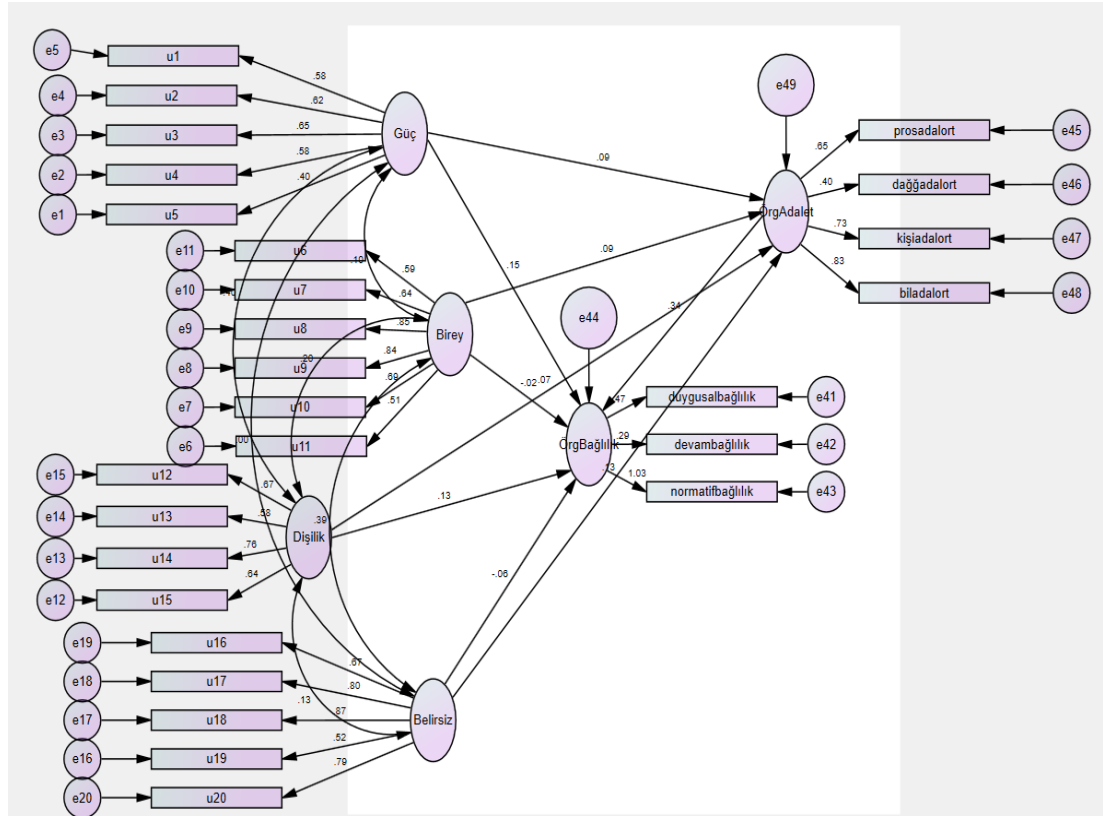 e5
u1
.58
e4
u2
.62
e3
u3
.65
e2
u4
.58
e1
u5
.40
Güç
e49
ÖrgAdalet
.09
.09
.15
.34
prosadalort
e45
.65
dağğadalort
e46
.40
kişiadalort
e47
.73
biladalort
e48
.83
e11
u6
.59
.10
e10
u7
.64
e9
u8
.85
e8
u9
.84
.20
e7
u10
.69
e6
u11
.51
.00
Birey
-.02
.07
e44
ÖrgBağlılık
.47
duygusalbağlılık
e41
.29
devambağlılık
e42
.13
1.03
normatifbağlılık
e43
e15
u12
.67
e14
u13
.58
e13
u14
.76
e12
u15
.64
Dişilik
.39
.13
-.06
e19
u16
.67
e18
u17
.80
e17
u18
.87
e16
u19
.52
e20
u20
.79
.13
Belirsiz